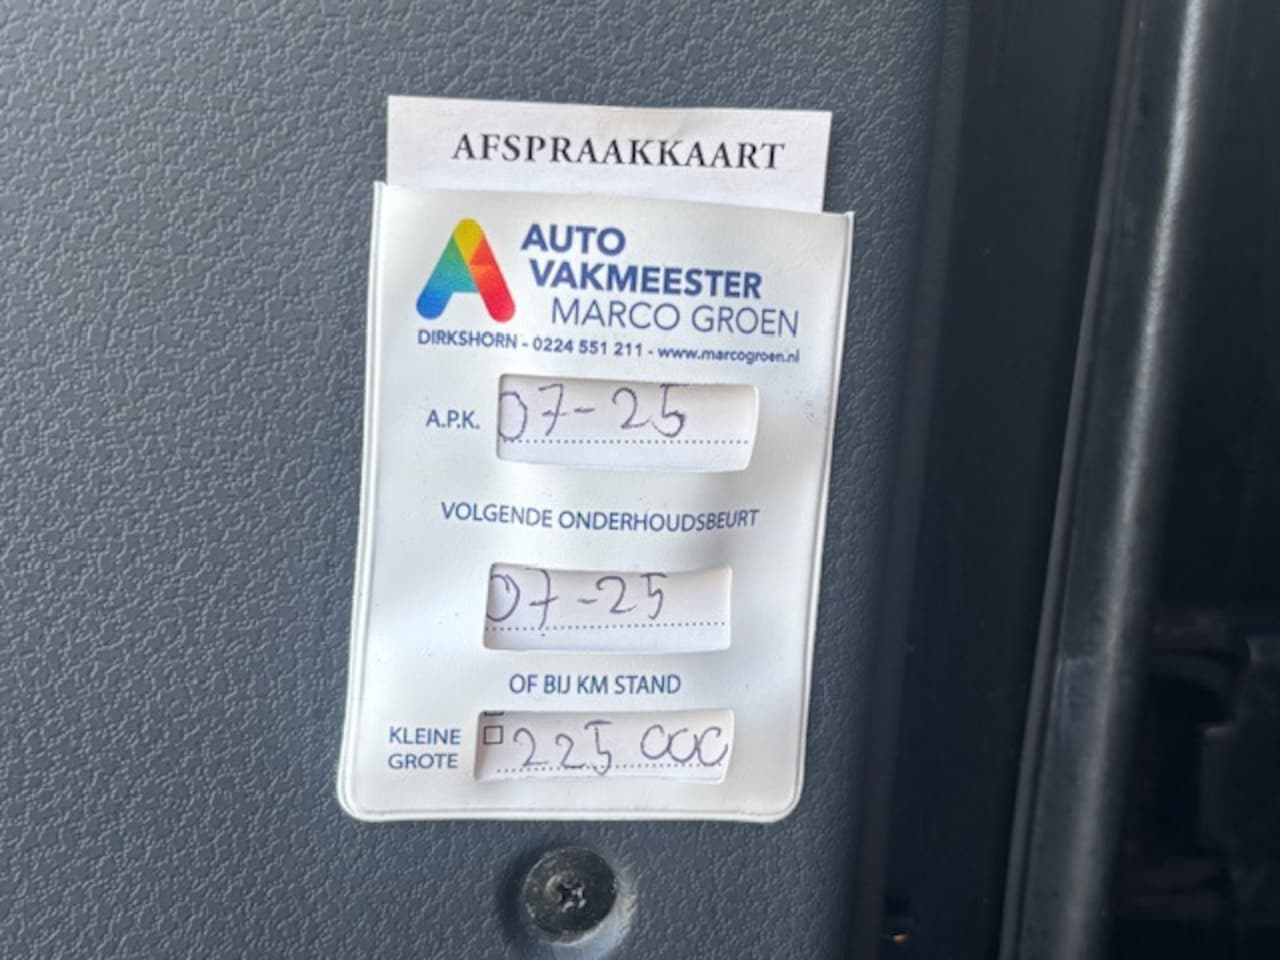 AFSPRAAKKAART
AUTO
VAKMEESTER
MARCO GROEN
DIRKSHORN - 0224 551 211 - www.marcogroen.nl
A.P.K. 07-25
VOLGENDE ONDERHOUDSBEURT
07-25
OF BIJ KM STAND
KLEINE
GROTE 225 000